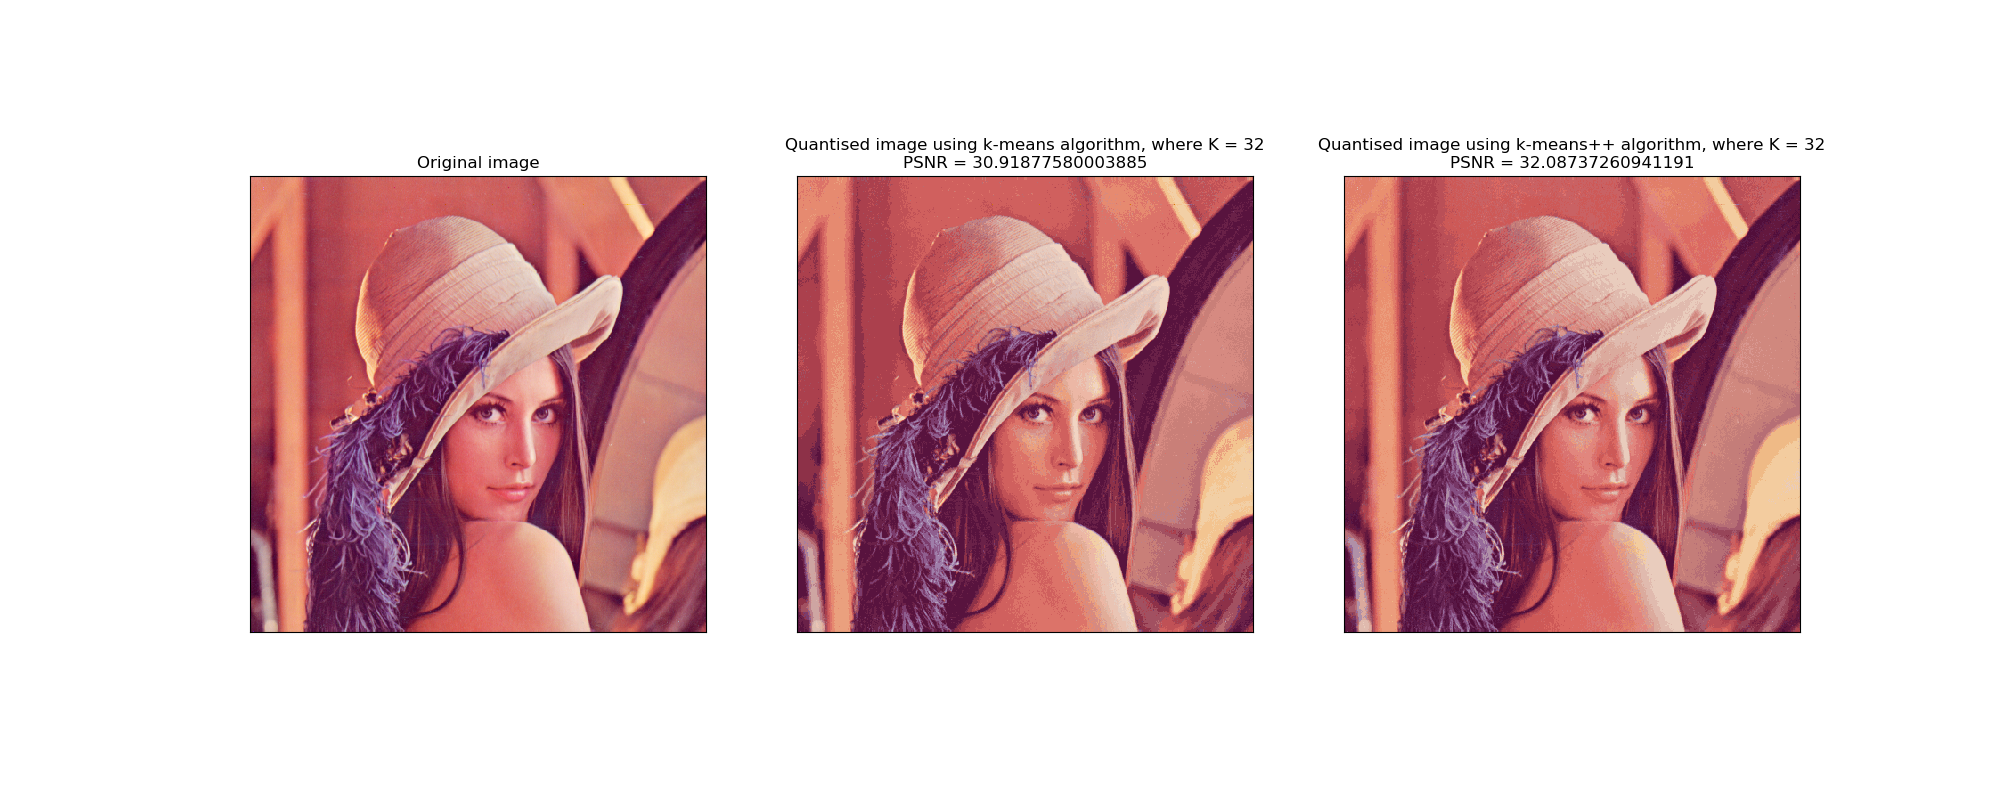 Original image
Quantised image using k-means algorithm, where K = 32
PSNR = 30.91877580003885
Quantised image using k-means++ algorithm, where K = 32
PSNR = 32.08737260941191